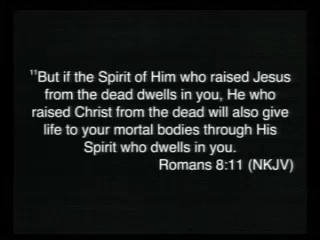 ¹¹But if the Spirit of Him who raised Jesus
from the dead dwells in you, He who
raised Christ from the dead will also give
life to your mortal bodies through His
Spirit who dwells in you.
Romans 8:11 (NKJV)